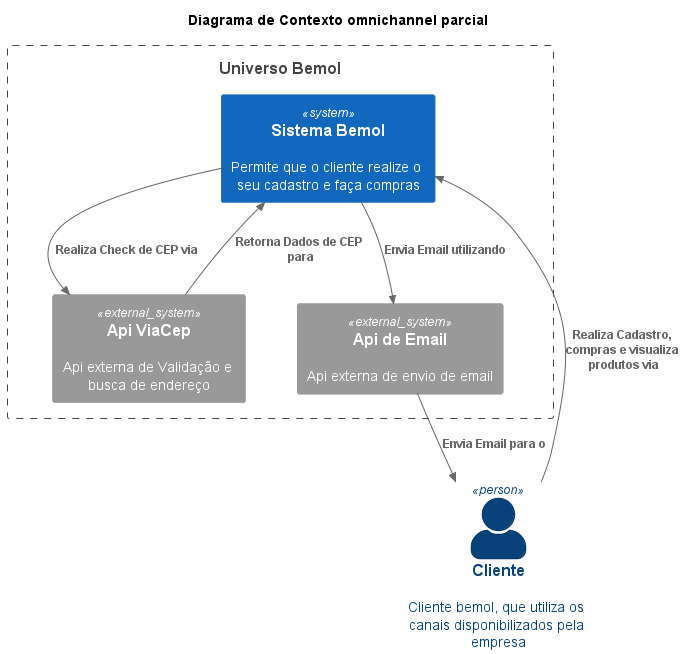 Diagrama de Contexto omnichannel parcial
Universo Bemol
«system»
Sistema Bemol
Permite que o cliente realize o
seu cadastro e faça compras
Realiza Check de CEP via
Retorna Dados de CEP
para
Envia Email utilizando
«external_system»
Api ViaCep
Api externa de Validação e
busca de endereço
«external_system»
Api de Email
Api externa de envio de email
Realiza Cadastro,
compras e visualiza
produtos via
Envia Email para o
«person»
Cliente
Cliente bemol, que utiliza os
canais disponibilizados pela
empresa